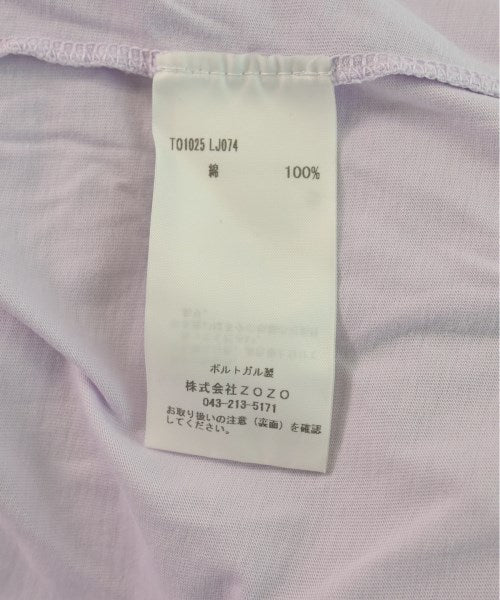 TO1025 LJ074
綿 100%
ポルトガル製
株式会社ZOZO
043-213-5171
お取り扱いの注意（裏面）を確認
してください。